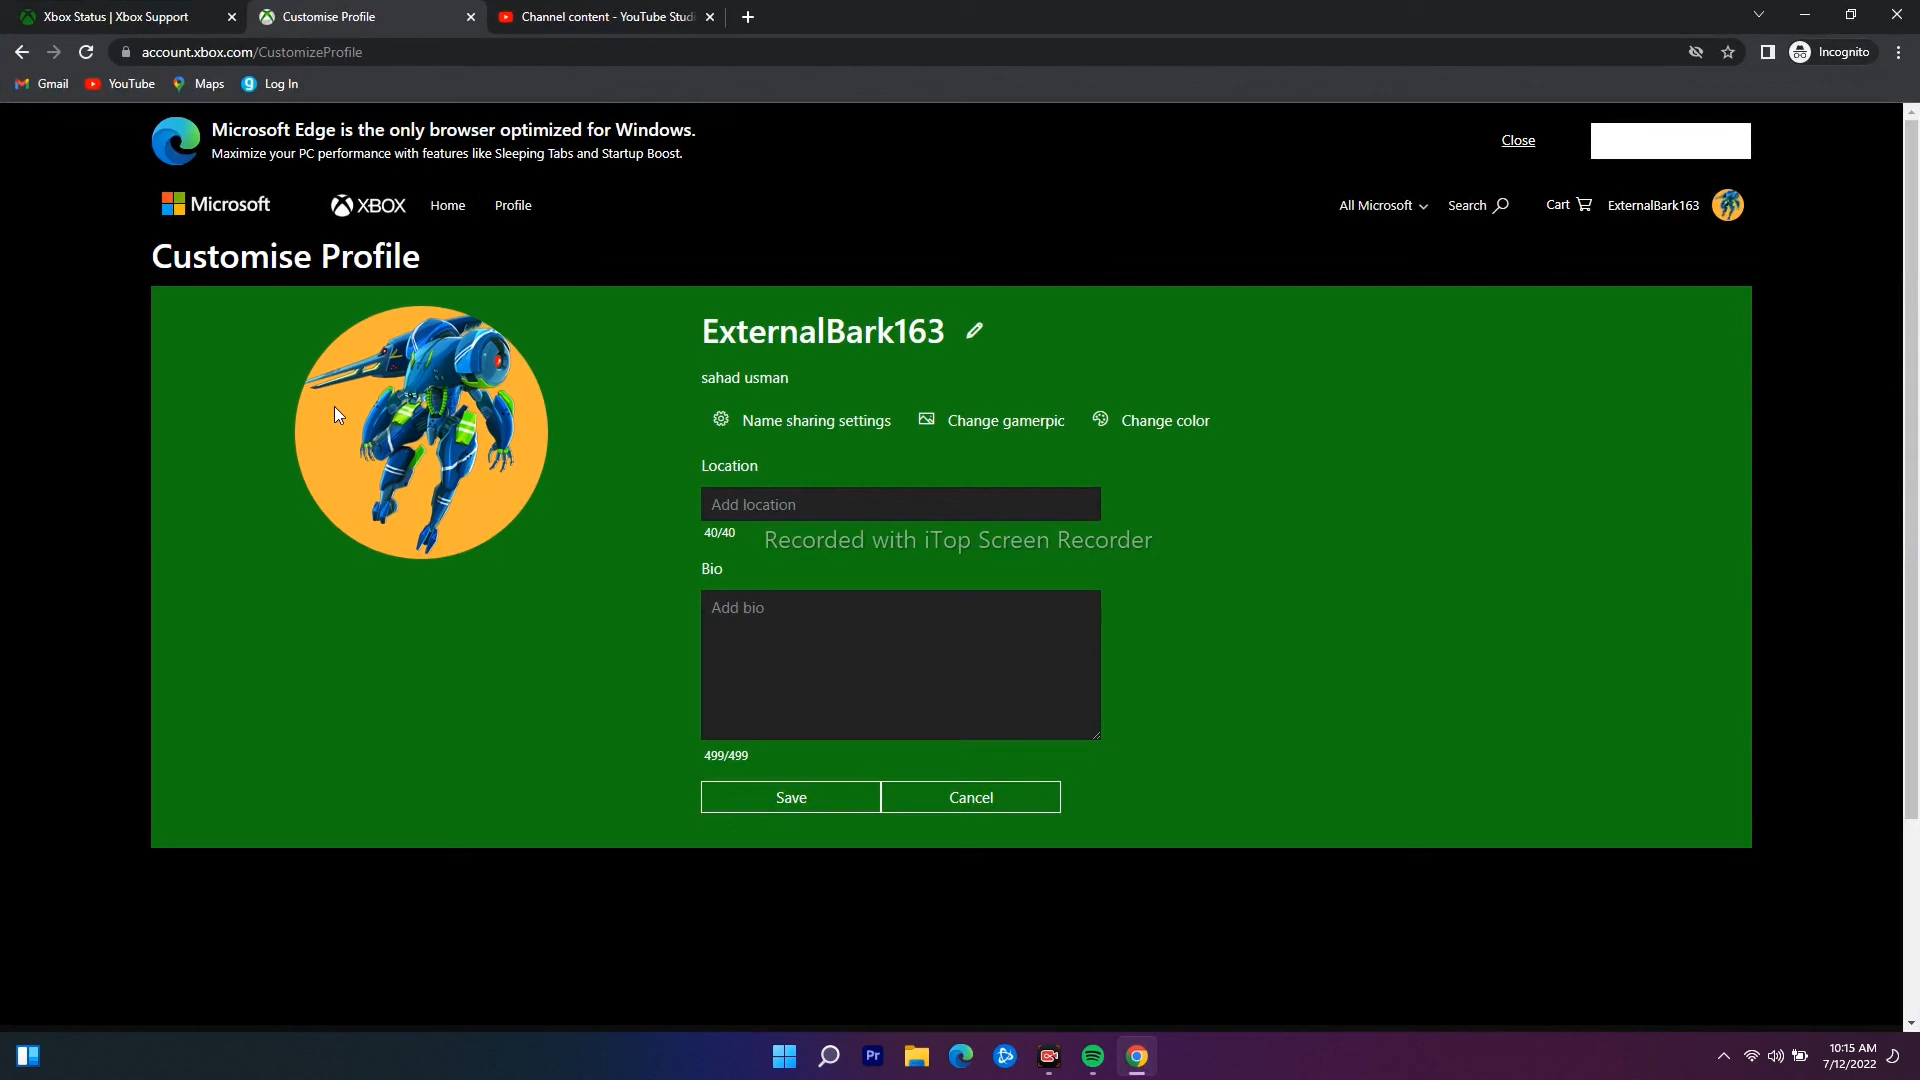 Xbox Status | Xbox Support
Customise Profile
Channel content - YouTube Studi
account.xbox.com/CustomizeProfile
Incognito
Gmail
YouTube
Maps
Log In
Microsoft Edge is the only browser optimized for Windows.
Maximize your PC performance with features like Sleeping Tabs and Startup Boost.
Close
Microsoft
XBOX
Home
Profile
All Microsoft
Search
Cart
ExternalBark163
Customise Profile
ExternalBark163
sahad usman
Name sharing settings
Change gamerpic
Change color
Location
Add location
40/40
Recorded with iTop Screen Recorder
Bio
Add bio
499/499
Save
Cancel
Pr
10:15 AM
7/12/2022